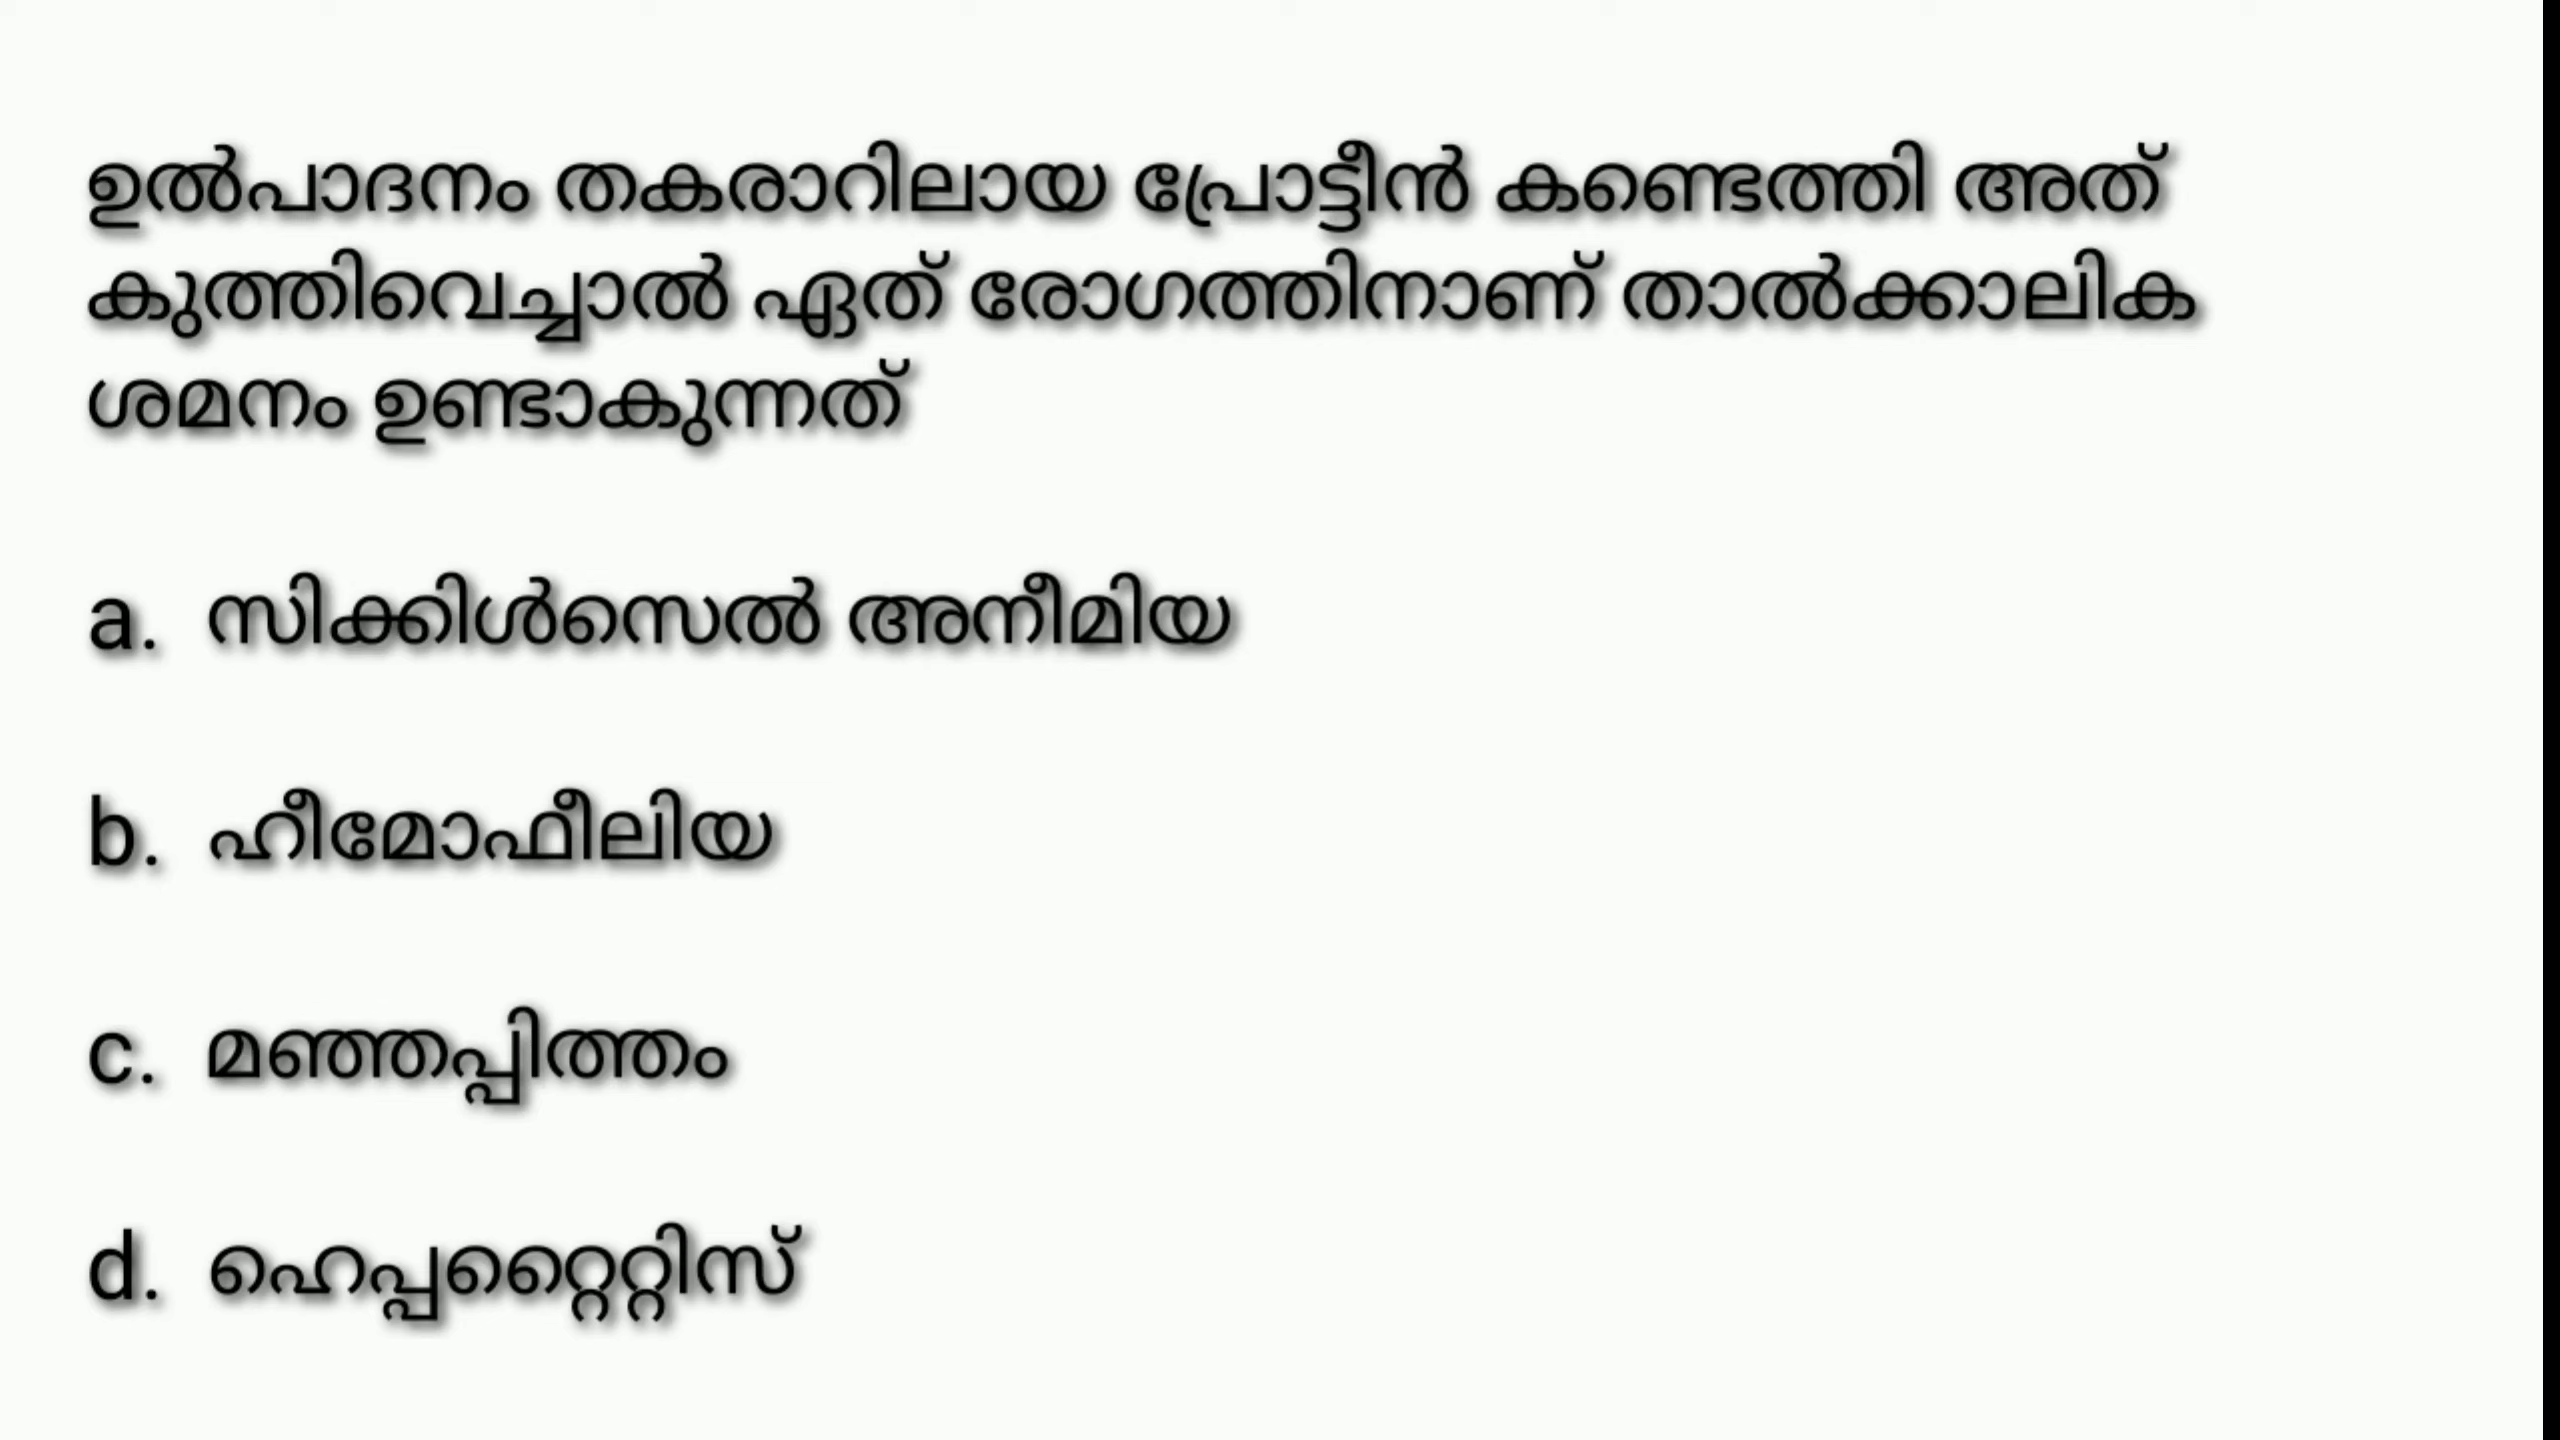 ഉൽപാദനം തകരാറിലായ പ്രോട്ടീൻ കണ്ടെത്തി അത്
കുത്തിവെച്ചാൽ ഏത് രോഗത്തിനാണ് താൽക്കാലിക
ശമനം ഉണ്ടാകുന്നത്
a. സിക്കിൾസെൽ അനീമിയ
b. ഹീമോഫീലിയ
c. മഞ്ഞപ്പിത്തം
d. ഹെപ്പറ്റൈറ്റിസ്